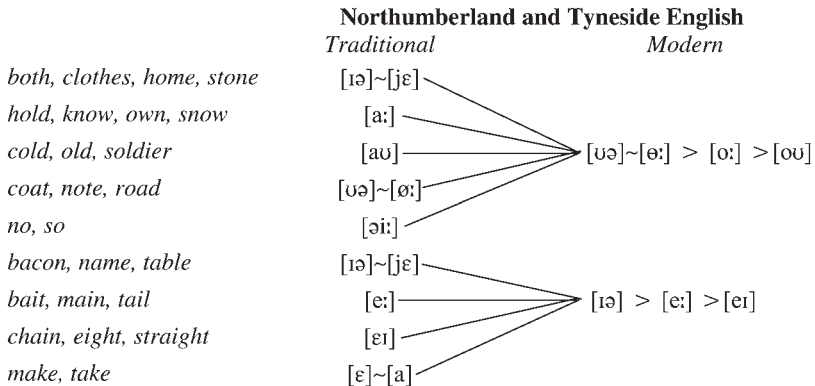 Northumberland and Tyneside English
Traditional Modern
both, clothes, home, stone [ɪə]~[jɛ]
hold, know, own, snow [aː]
cold, old, soldier [aʊ] [ʊə]~[ɵː] > [oː] >[oʊ]
coat, note, road [ʊə]~[øː]
no, so [əiː]
bacon, name, table [ɪə]~[jɛ]
bait, main, tail [eː] [ɪə] > [eː] >[eɪ]
chain, eight, straight [ɛɪ]
make, take [ɛ]~[a]